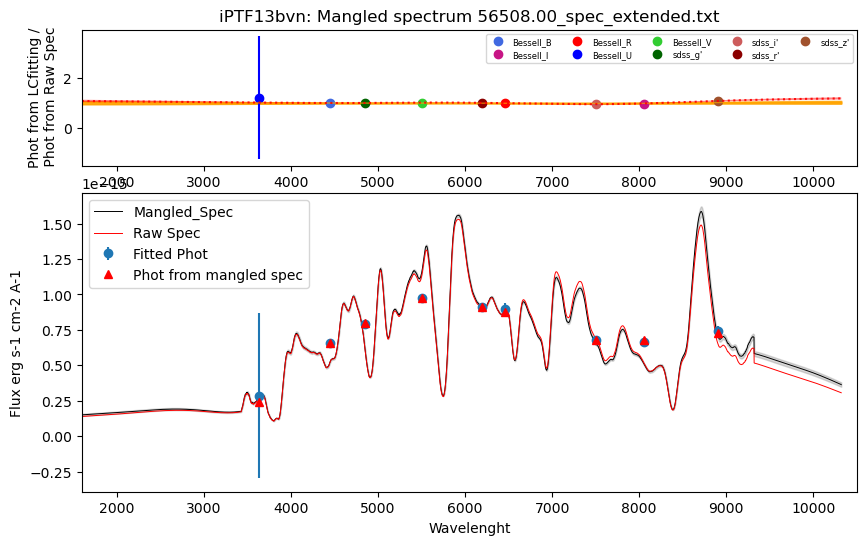 iPTF13bvn: Mangled spectrum 56508.00_spec_extended.txt
Phot from LCfitting /
Phot from Raw Spec
2
0
Bessell_B Bessell_R Bessell_V sdss_i' sdss_z'
Bessell_I Bessell_U sdss_g' sdss_r'
2000 3000 4000 5000 6000 7000 8000 9000 10000
1e−15
Flux erg s-1 cm-2 A-1
1.50
1.25
1.00
0.75
0.50
0.25
0.00
−0.25
Mangled_Spec
Raw Spec
Fitted Phot
Phot from mangled spec
2000 3000 4000 5000 6000 7000 8000 9000 10000
Wavelenght